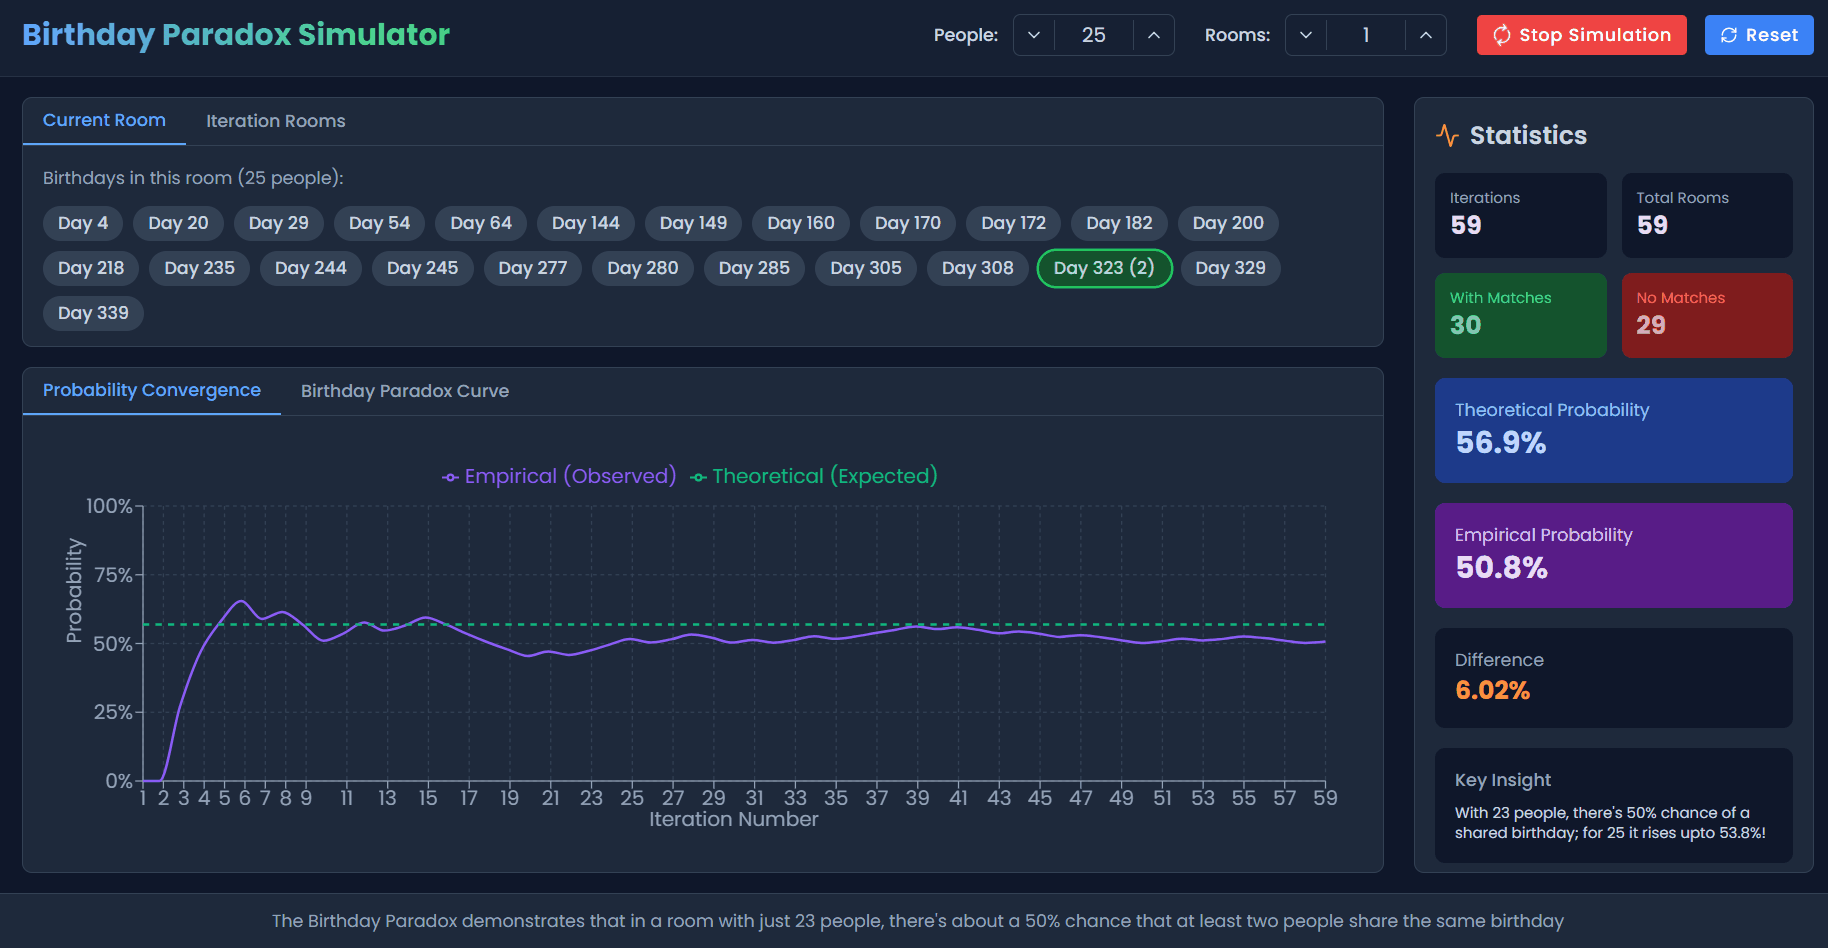 Birthday Paradox Simulator
People: 25 Rooms: 1 Stop Simulation Reset
Current Room Iteration Rooms
Birthdays in this room (25 people):
Day 4 Day 20 Day 29 Day 54 Day 64 Day 144 Day 149 Day 160 Day 170 Day 172 Day 182 Day 200
Day 218 Day 235 Day 244 Day 245 Day 277 Day 280 Day 285 Day 305 Day 308 Day 323 (2) Day 329
Day 339
Probability Convergence Birthday Paradox Curve
Empirical (Observed) Theoretical (Expected)
100%
75%
50%
25%
0%
Probability
1 2 3 4 5 6 7 8 9 11 13 15 17 19 21 23 25 27 29 31 33 35 37 39 41 43 45 47 49 51 53 55 57 59
Iteration Number
Statistics
Iterations
59
Total Rooms
59
With Matches
30
No Matches
29
Theoretical Probability
56.9%
Empirical Probability
50.8%
Difference
6.02%
Key Insight
With 23 people, there's 50% chance of a
shared birthday; for 25 it rises upto 53.8%!
The Birthday Paradox demonstrates that in a room with just 23 people, there's about a 50% chance that at least two people share the same birthday